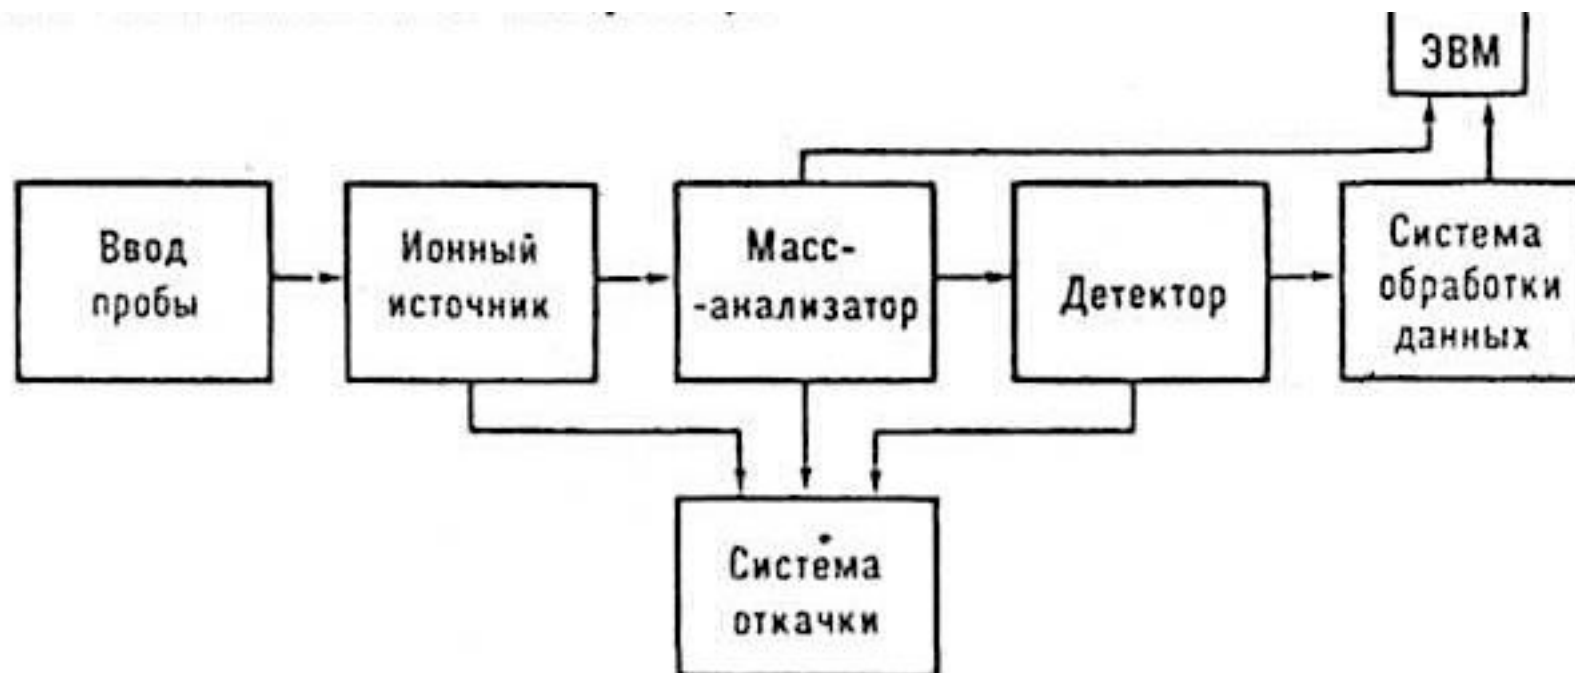 ЭВМ
Ввод
пробы
Ионный
источник
Масс-
-анализатор
Детектор
Система
обработки
данных
Система
откачки